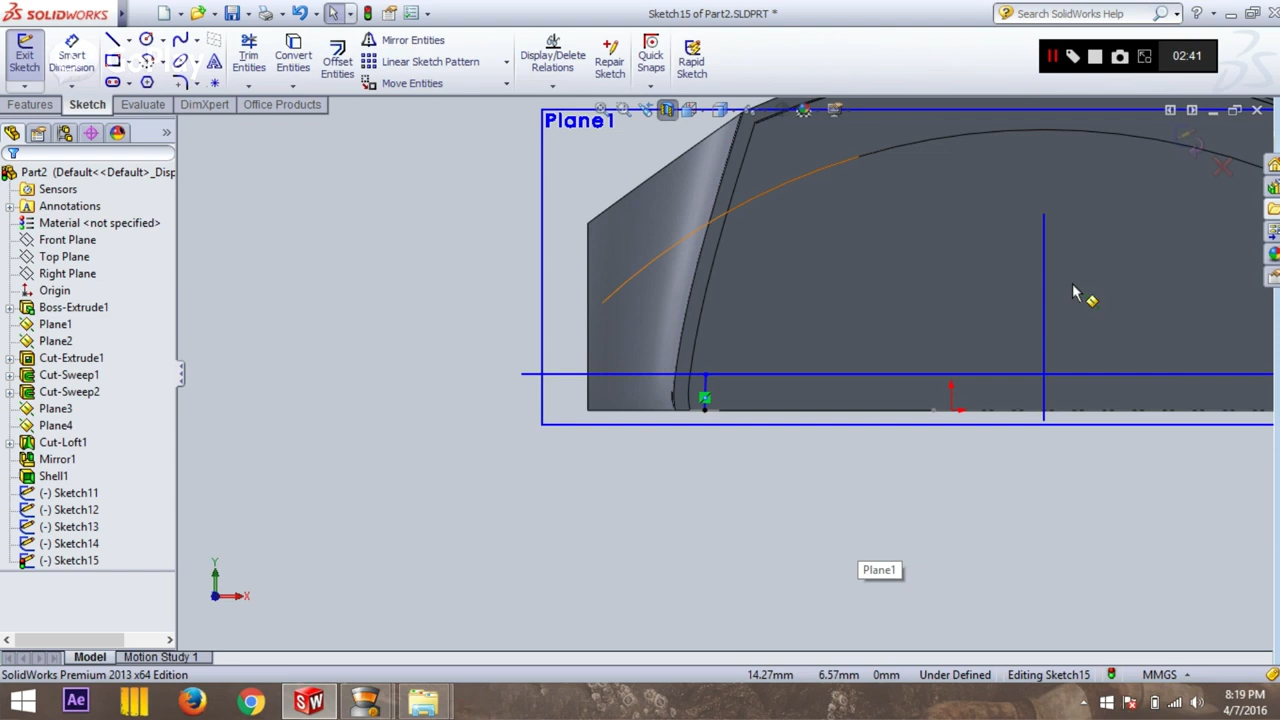 SOLIDWORKS
Sketch15 of Part2.SLDPRT *
Search SolidWorks Help
Exit Sketch
Smart Dimension
Trim Entities
Convert Entities
Offset Entities
Mirror Entities
Linear Sketch Pattern
Move Entities
Display/Delete Relations
Repair Sketch
Quick Snaps
Rapid Sketch
02:41
Features
Sketch
Evaluate
DimXpert
Office Products
Plane1
Part2 (Default<<Default>_Disp
Sensors
Annotations
Material <not specified>
Front Plane
Top Plane
Right Plane
Origin
Boss-Extrude1
Plane1
Plane2
Cut-Extrude1
Cut-Sweep1
Cut-Sweep2
Plane3
Plane4
Cut-Loft1
Mirror1
Shell1
(-) Sketch11
(-) Sketch12
(-) Sketch13
(-) Sketch14
(-) Sketch15
Plane1
Y
X
Model
Motion Study 1
SolidWorks Premium 2013 x64 Edition
14.27mm
6.57mm
0mm
Under Defined
Editing Sketch15
MMGS
Ae
SW
8:19 PM
4/7/2016